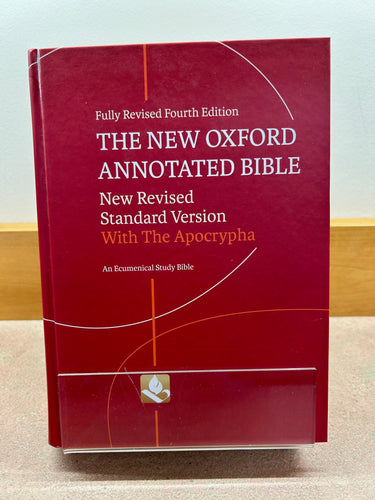 Fully Revised Fourth Edition
THE NEW OXFORD
ANNOTATED BIBLE
New Revised
Standard Version
With The Apocrypha
An Ecumenical Study Bible